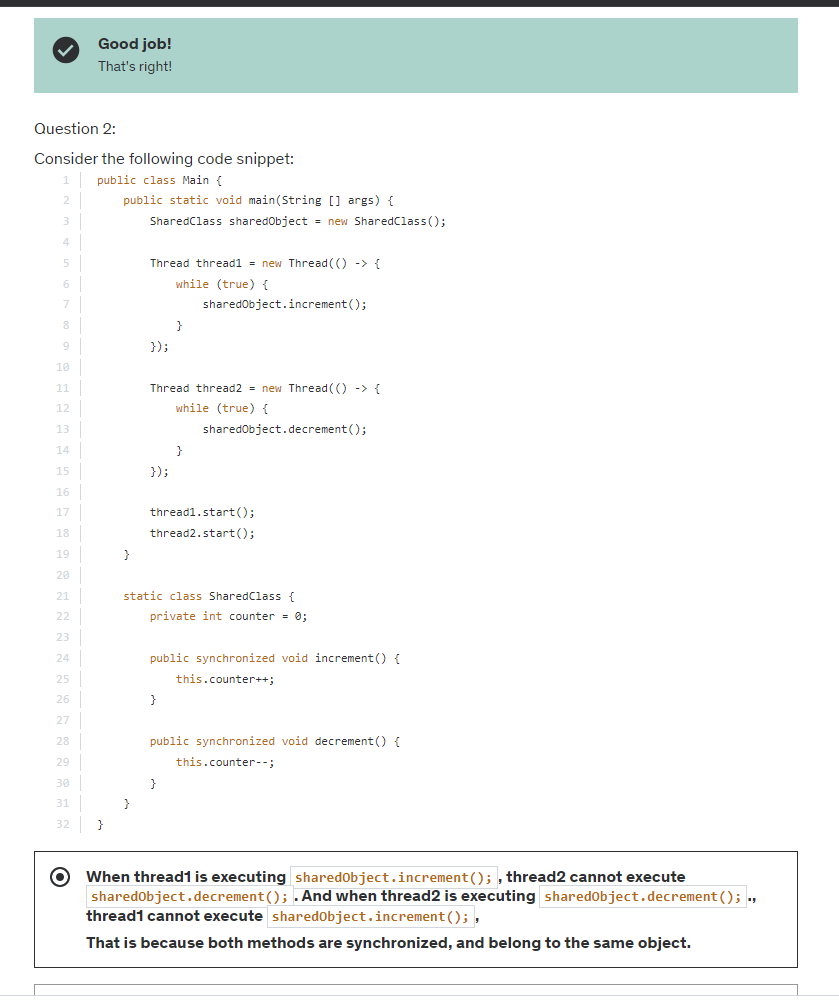 Good job!
That's right!
Question 2:
Consider the following code snippet:
1 public class Main {
2     public static void main(String [] args) {
3         SharedClass sharedObject = new SharedClass();
4
5         Thread thread1 = new Thread(() -> {
6             while (true) {
7                 sharedObject.increment();
8             }
9         });
10
11         Thread thread2 = new Thread(() -> {
12             while (true) {
13                 sharedObject.decrement();
14             }
15         });
16
17         thread1.start();
18         thread2.start();
19     }
20
21     static class SharedClass {
22         private int counter = 0;
23
24         public synchronized void increment() {
25             this.counter++;
26         }
27
28         public synchronized void decrement() {
29             this.counter--;
30         }
31     }
32 }
When thread1 is executing sharedObject.increment(); , thread2 cannot execute
sharedObject.decrement(); . And when thread2 is executing sharedObject.decrement(); .,
thread1 cannot execute sharedObject.increment(); ,
That is because both methods are synchronized, and belong to the same object.